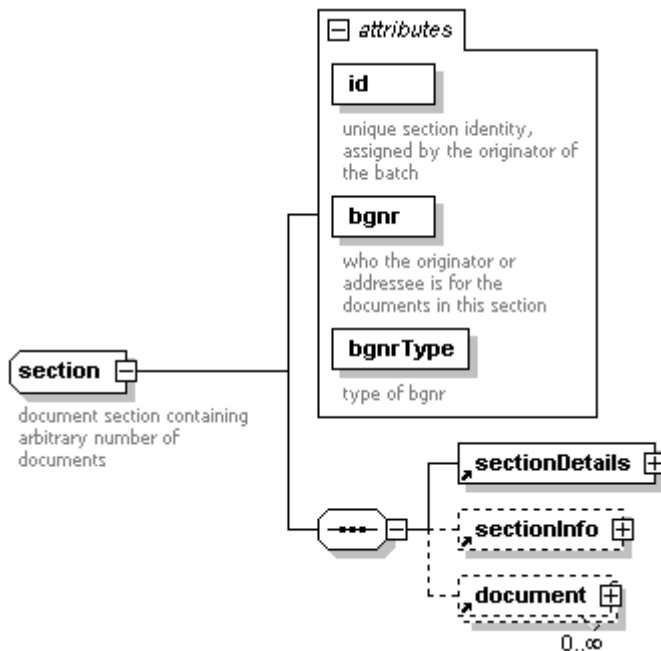 attributes
id
unique section identity,
assigned by the originator of
the batch
bgnr
who the originator or
addressee is for the
documents in this section
bgnrType
type of bgnr
section
document section containing
arbitrary number of
documents
sectionDetails
sectionInfo
document
0..∞